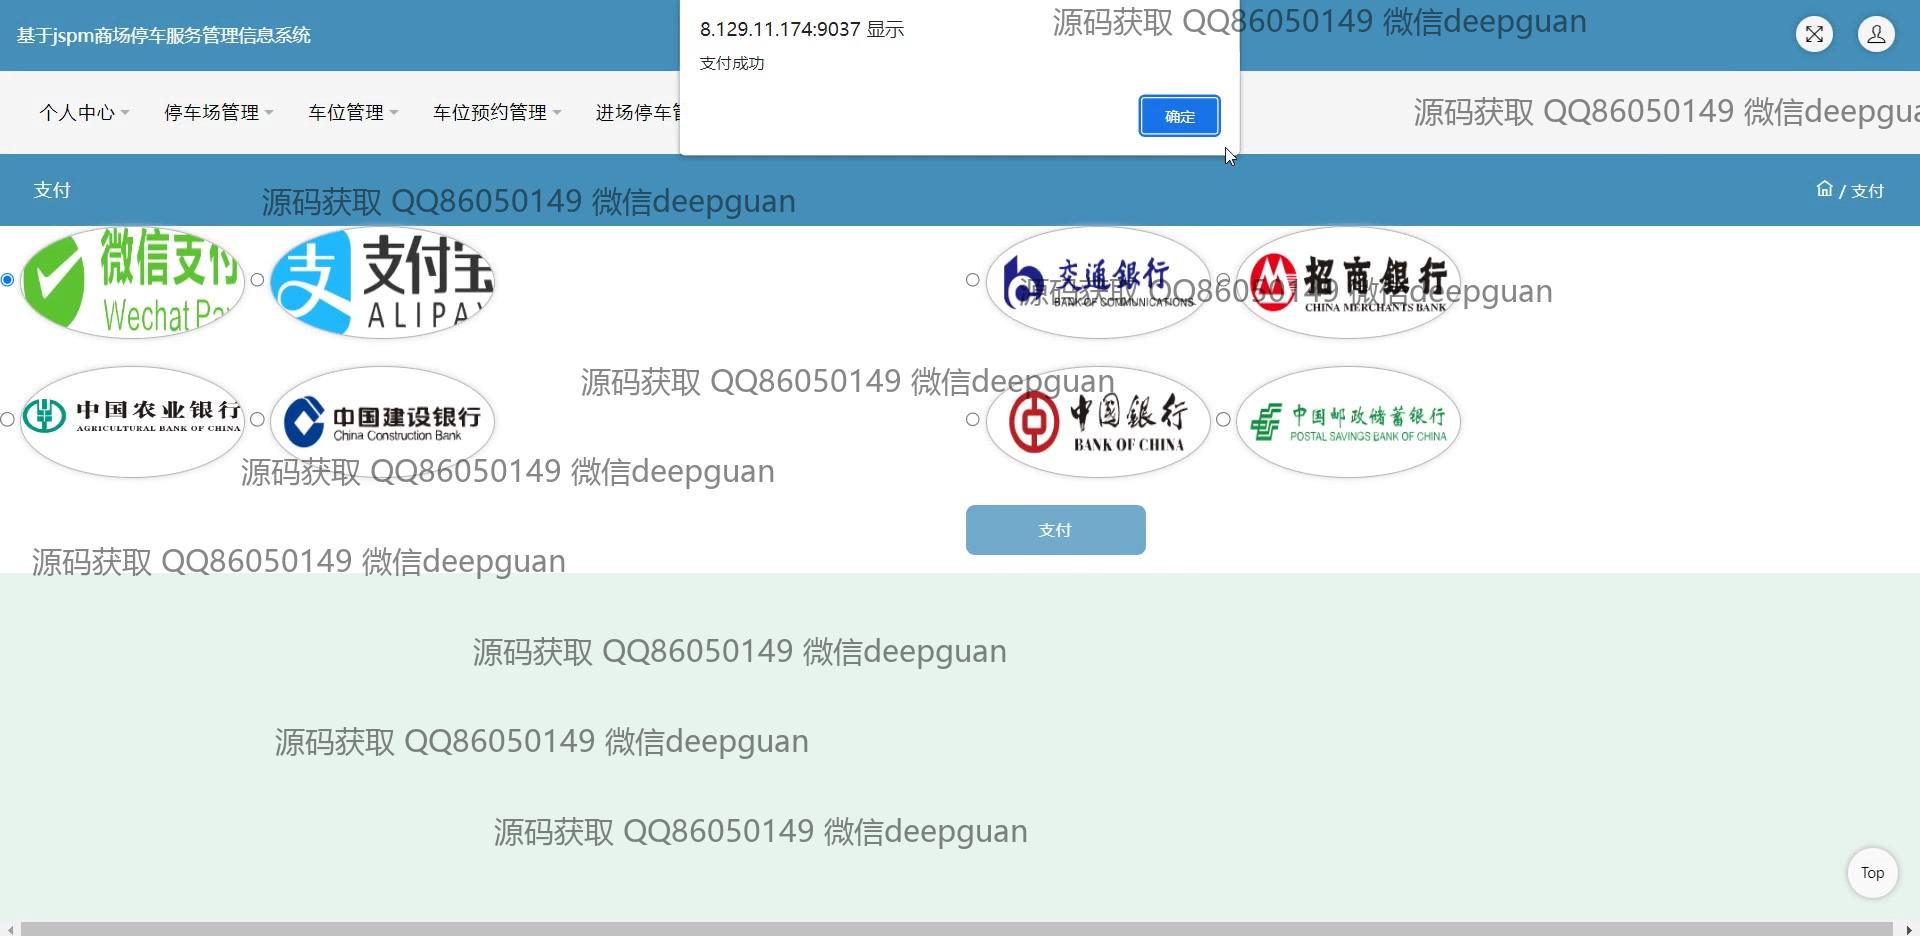 基于jspm商场停车服务管理信息系统
8.129.11.174:9037 显示
支付成功
确定
源码获取 QQ86050149 微信deepguan
个人中心 停车场管理 车位管理 车位预约管理 进场停车管
源码获取 QQ86050149 微信deepgua
支付
源码获取 QQ86050149 微信deepguan
/ 支付
微信支付
Wechat Pay
支付宝
ALIPAY
交通銀行
BANK OF COMMUNICATIONS
招商銀行
CHINA MERCHANTS BANK
源码获取 QQ86050149 微信deepguan
源码获取 QQ86050149 微信deepguan
中国农业银行
AGRICULTURAL BANK OF CHINA
中国建设银行
China Construction Bank
中國銀行
BANK OF CHINA
中国邮政储蓄银行
POSTAL SAVINGS BANK OF CHINA
源码获取 QQ86050149 微信deepguan
支付
源码获取 QQ86050149 微信deepguan
源码获取 QQ86050149 微信deepguan
源码获取 QQ86050149 微信deepguan
源码获取 QQ86050149 微信deepguan
Top